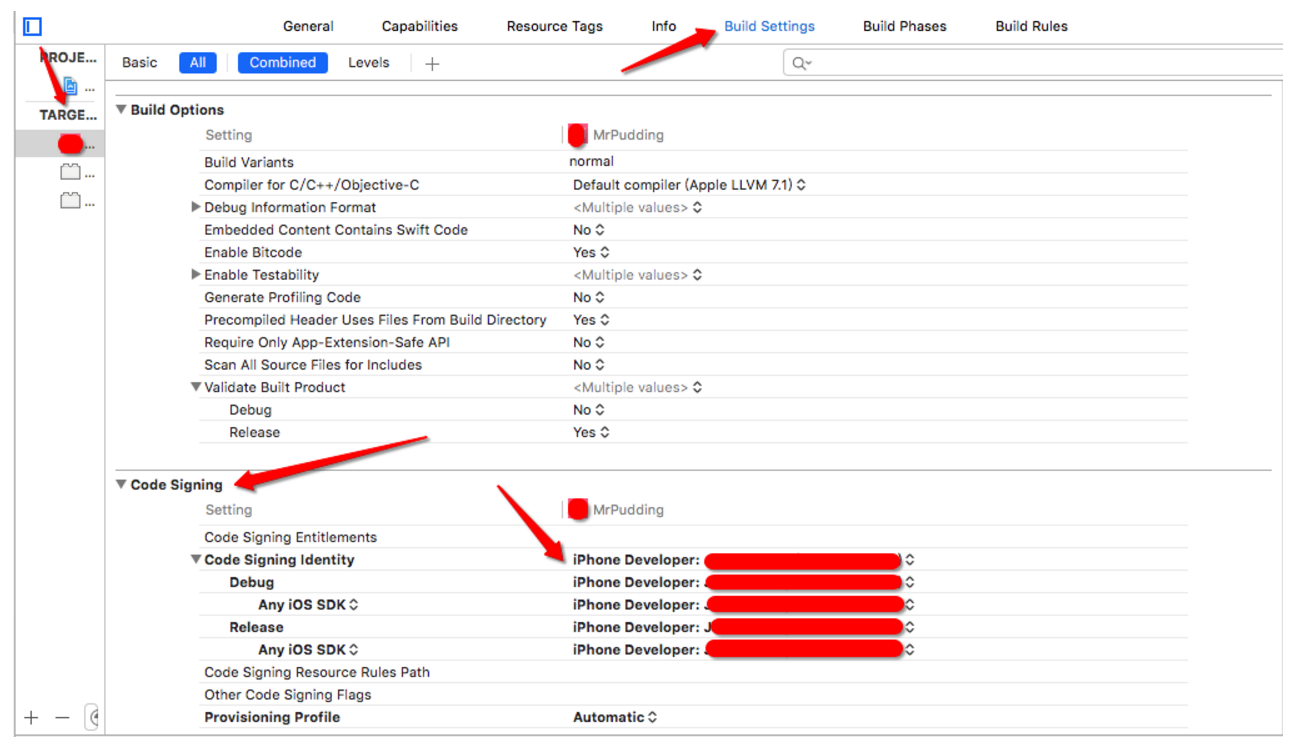 General Capabilities Resource Tags Info Build Settings Build Phases Build Rules
PROJE...
Basic All Combined Levels +
...
TARGE...
Build Options
...
Setting MrPudding
Build Variants normal
...
Compiler for C/C++/Objective-C Default compiler (Apple LLVM 7.1)
...
Debug Information Format <Multiple values>
Embedded Content Contains Swift Code No
Enable Bitcode Yes
Enable Testability <Multiple values>
Generate Profiling Code No
Precompiled Header Uses Files From Build Directory Yes
Require Only App-Extension-Safe API No
Scan All Source Files for Includes No
Validate Built Product <Multiple values>
Debug No
Release Yes
Code Signing
Setting MrPudding
Code Signing Entitlements
Code Signing Identity iPhone Developer:
Debug iPhone Developer:
Any iOS SDK iPhone Developer:
Release iPhone Developer: J
Any iOS SDK iPhone Developer:
Code Signing Resource Rules Path
Other Code Signing Flags
+ − Provisioning Profile Automatic